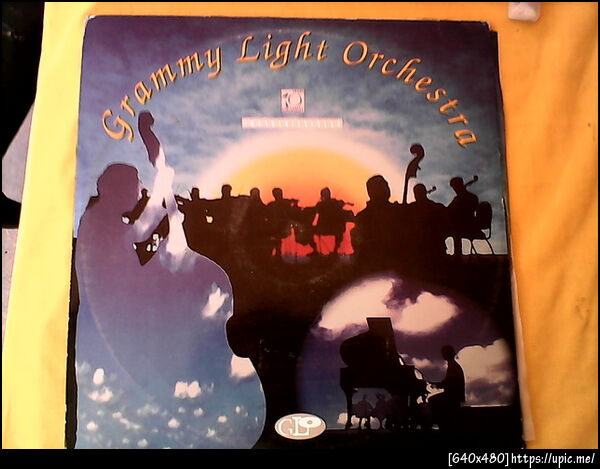 Grammy Light Orchestra
GLO
[640x480]https://upic.me/